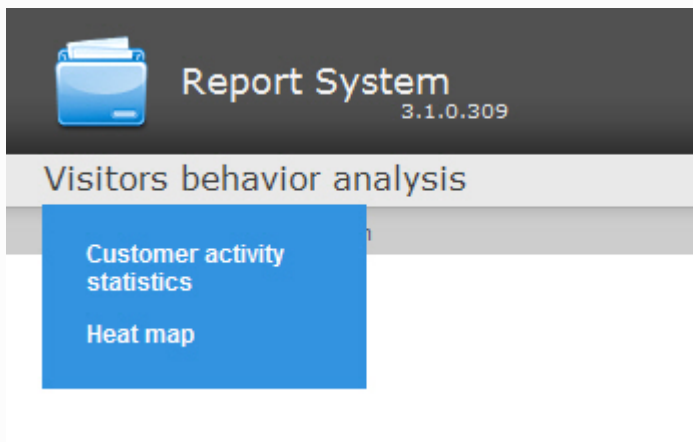 Report System
3.1.0.309
Visitors behavior analysis
Customer activity
statistics
Heat map